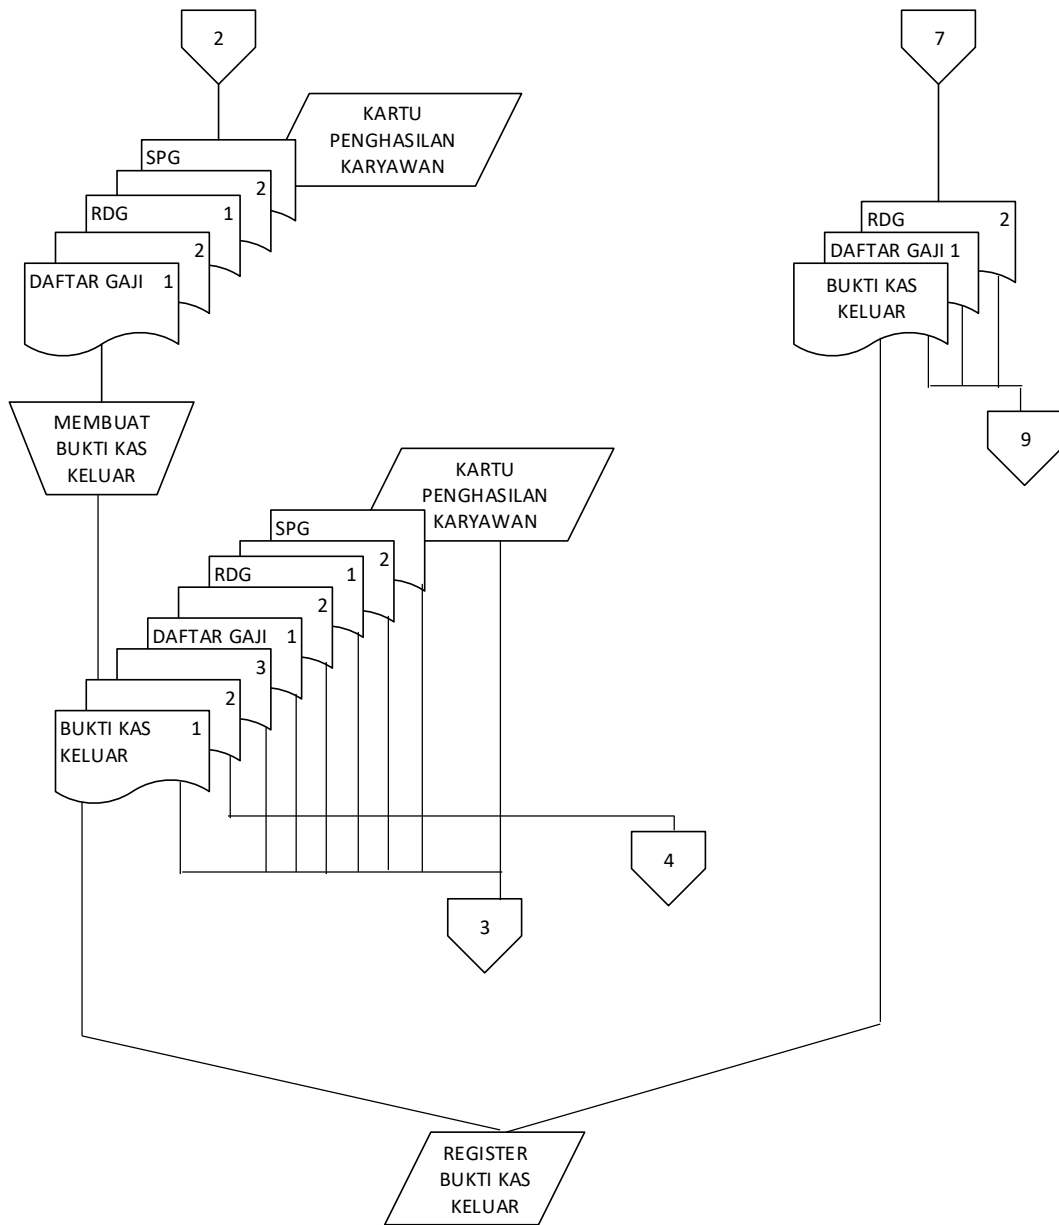 2
7
KARTU
PENGHASILAN
KARYAWAN
SPG
2
RDG 1
2
DAFTAR GAJI 1
RDG 2
DAFTAR GAJI 1
BUKTI KAS
KELUAR
9
MEMBUAT
BUKTI KAS
KELUAR
KARTU
PENGHASILAN
KARYAWAN
SPG
2
RDG 1
2
DAFTAR GAJI 1
3
2
BUKTI KAS 1
KELUAR
4
3
REGISTER
BUKTI KAS
KELUAR